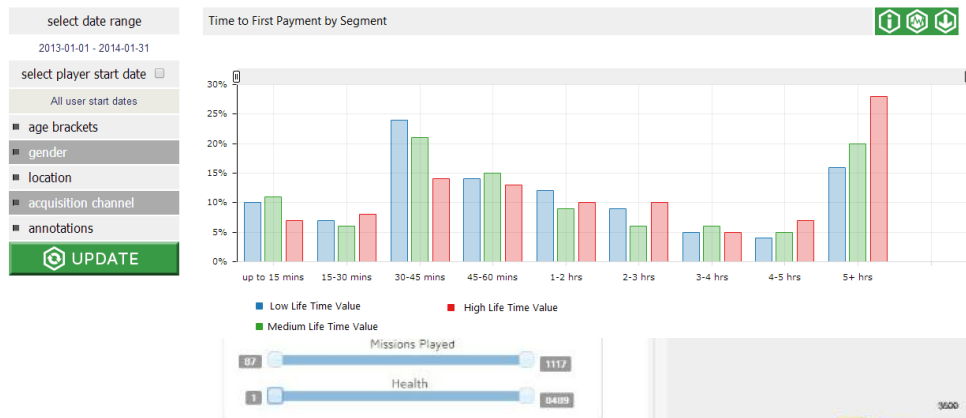 select date range
2013-01-01 - 2014-01-31
select player start date
All user start dates
age brackets
gender
location
acquisition channel
annotations
UPDATE
Time to First Payment by Segment
30%
25%
20%
15%
10%
5%
0%
up to 15 mins 15-30 mins 30-45 mins 45-60 mins 1-2 hrs 2-3 hrs 3-4 hrs 4-5 hrs 5+ hrs
Low Life Time Value High Life Time Value
Medium Life Time Value
Missions Played
87 1117
Health
1 8489
3500